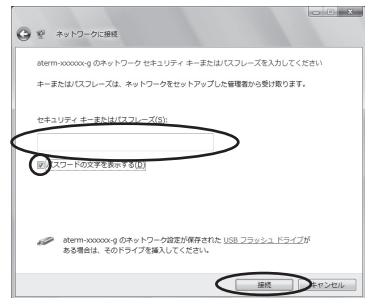 ネットワークに接続
aterm-xxxxxx-g のネットワーク セキュリティ キーまたはパスフレーズを入力してください
キーまたはパスフレーズは、ネットワークをセットアップした管理者から受け取ります。
セキュリティ キーまたはパスフレーズ(S):
パスワードの文字を表示する(D)
aterm-xxxxxx-g のネットワーク設定が保存された USB フラッシュ ドライブが
ある場合は、そのドライブを挿入してください。
接続
キャンセル